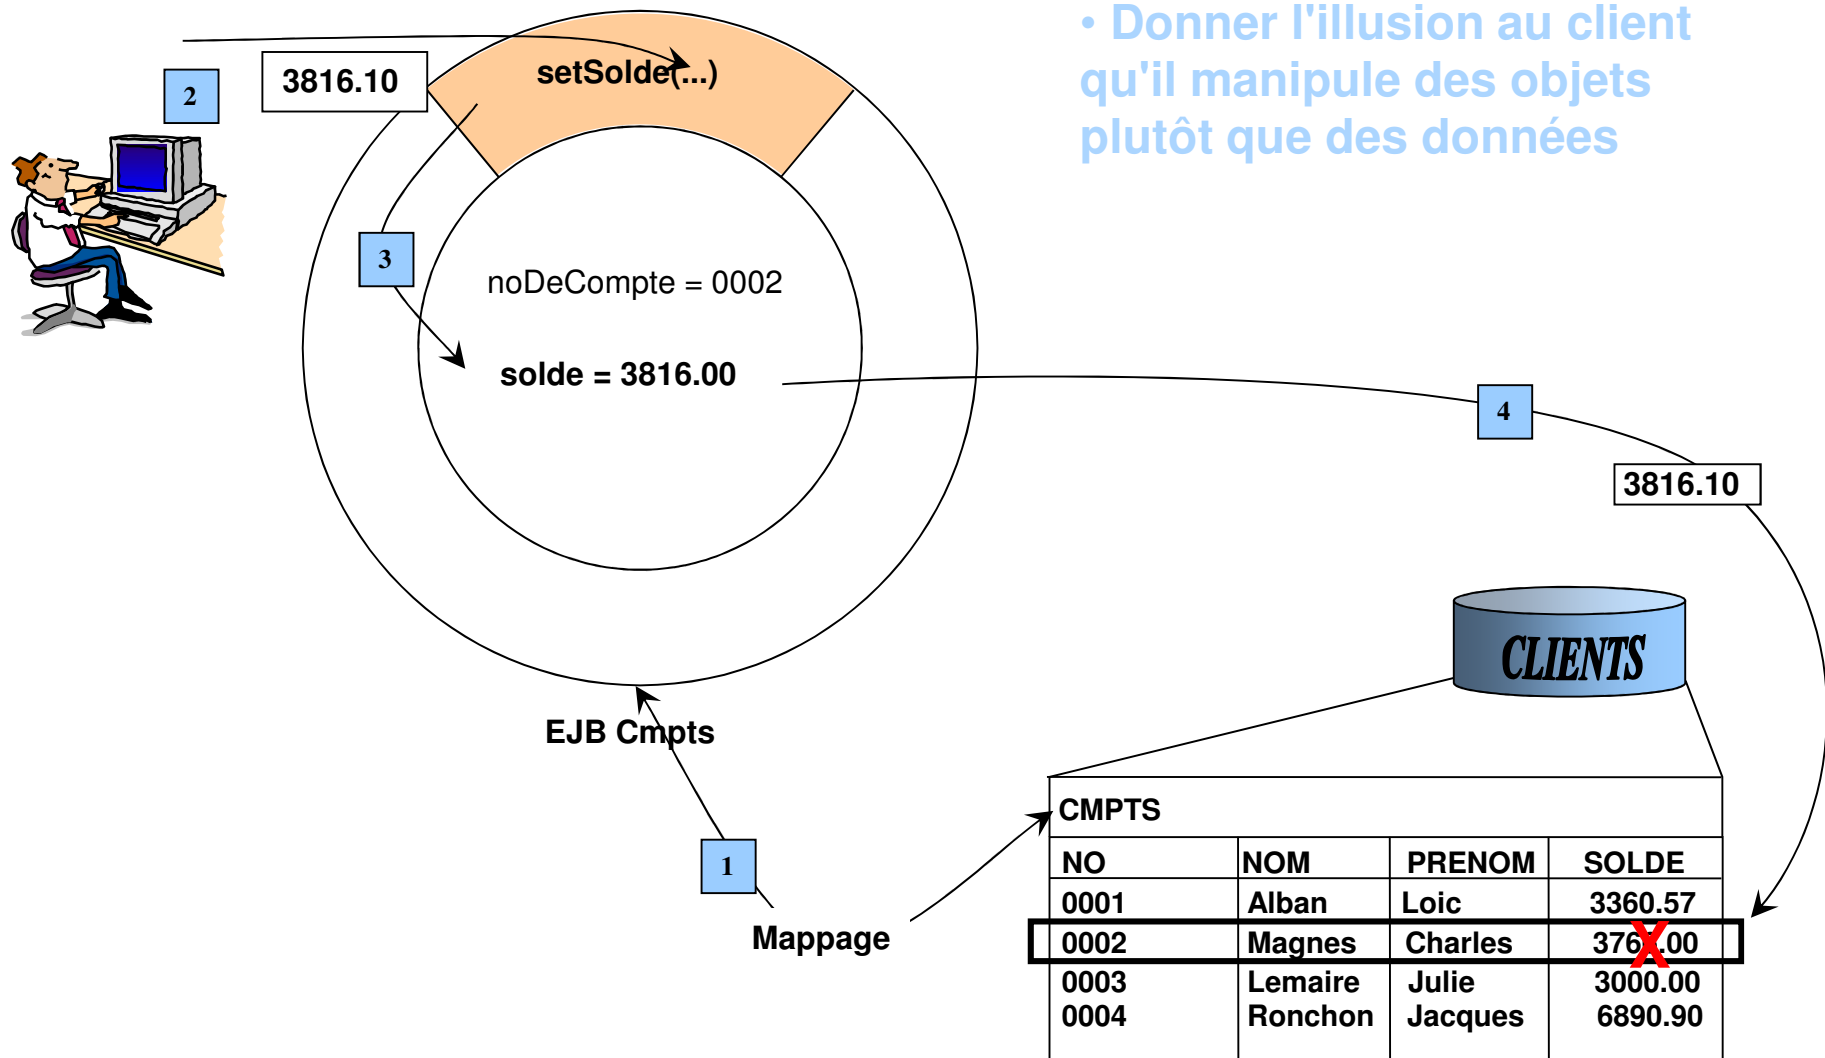 • Donner l'illusion au client
qu'il manipule des objets
plutôt que des données
2
3816.10
setSolde(...)
3
noDeCompte = 0002
solde = 3816.00
4
3816.10
CLIENTS
EJB Cmpts
1
Mappage
CMPTS
NO NOM PRENOM SOLDE
0001 Alban Loic 3360.57
0002 Magnes Charles X
0003 Lemaire Julie 3000.00
0004 Ronchon Jacques 6890.90